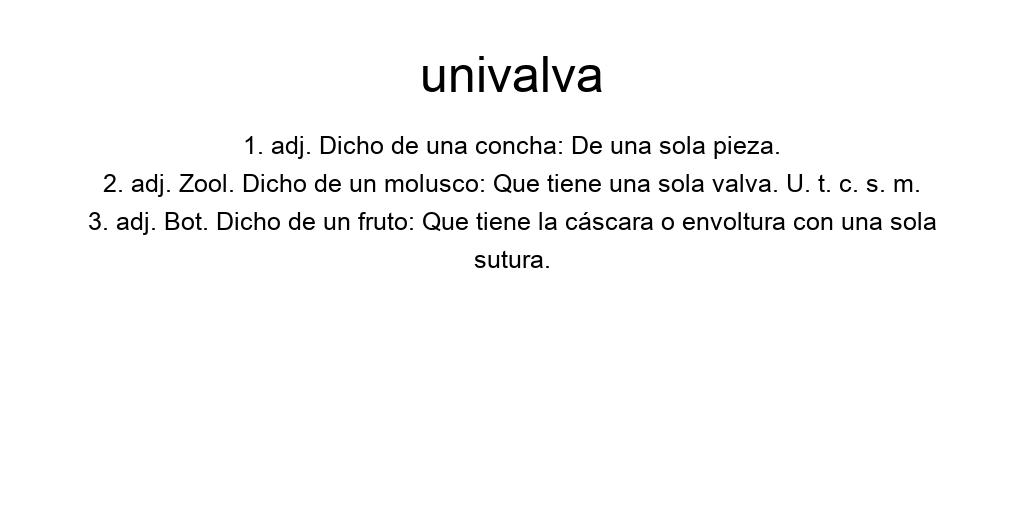 univalva
1. adj. Dicho de una concha: De una sola pieza.
2. adj. Zool. Dicho de un molusco: Que tiene una sola valva. U. t. c. s. m.
3. adj. Bot. Dicho de un fruto: Que tiene la cáscara o envoltura con una sola
sutura.